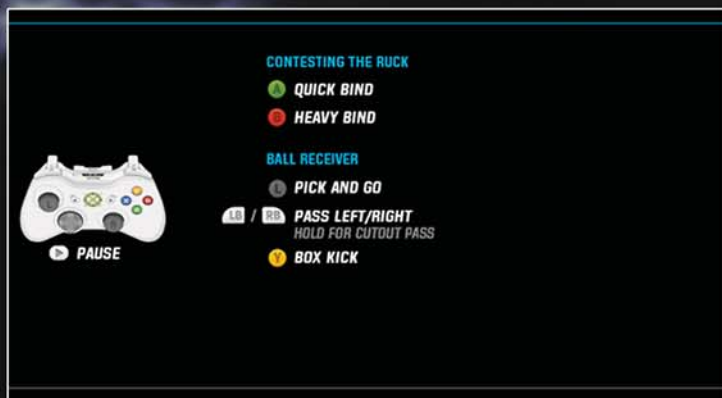 CONTESTING THE RUCK
A QUICK BIND
B HEAVY BIND
BALL RECEIVER
L PICK AND GO
LB / RB PASS LEFT/RIGHT
HOLD FOR CUTOUT PASS
Y BOX KICK
PAUSE